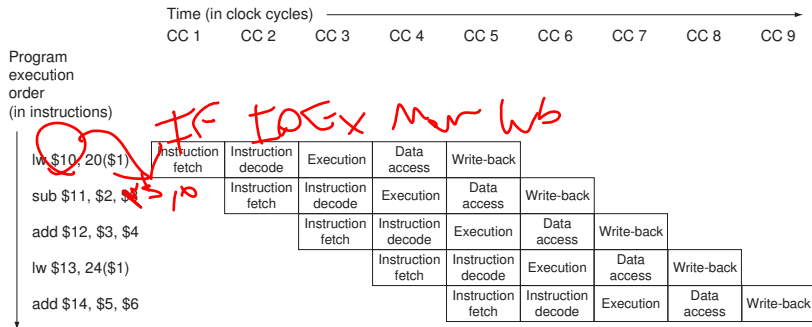 Time (in clock cycles)
CC 1 CC 2 CC 3 CC 4 CC 5 CC 6 CC 7 CC 8 CC 9
Program
execution
order
(in instructions)
IF ID EX Mem Wb
lw $10, 20($1) Instruction fetch Instruction decode Execution Data access Write-back
sub $11, $2, Instruction fetch Instruction decode Execution Data access Write-back
add $12, $3, $4 Instruction fetch Instruction decode Execution Data access Write-back
lw $13, 24($1) Instruction fetch Instruction decode Execution Data access Write-back
add $14, $5, $6 Instruction fetch Instruction decode Execution Data access Write-back